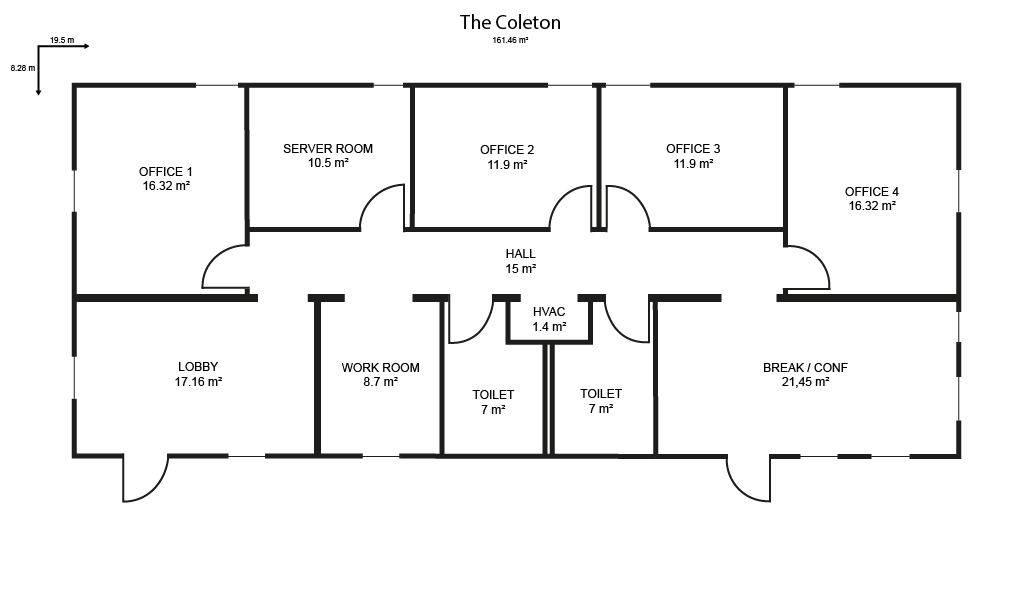 The Coleton
161.46 m²
19.5 m
8.28 m
OFFICE 1
16.32 m²
SERVER ROOM
10.5 m²
OFFICE 2
11.9 m²
OFFICE 3
11.9 m²
OFFICE 4
16.32 m²
HALL
15 m²
HVAC
1.4 m²
LOBBY
17.16 m²
WORK ROOM
8.7 m²
TOILET
7 m²
TOILET
7 m²
BREAK / CONF
21,45 m²